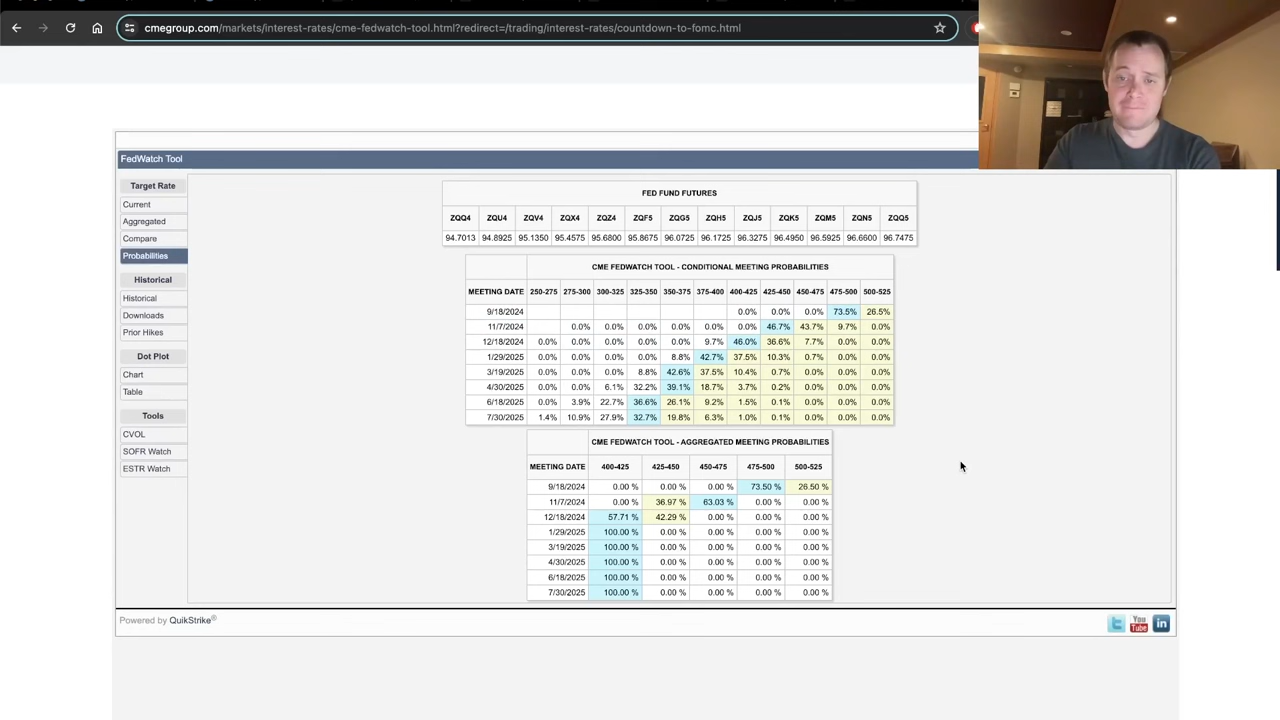 cmegroup.com/markets/interest-rates/cme-fedwatch-tool.html?redirect=/trading/interest-rates/countdown-to-fomc.html
FedWatch Tool
Target Rate
Current
Aggregated
Compare
Probabilities
Historical
Historical
Downloads
Prior Hikes
Dot Plot
Chart
Table
Tools
CVOL
SOFR Watch
ESTR Watch
FED FUND FUTURES
ZQQ4 ZQU4 ZQV4 ZQX4 ZQZ4 ZQF5 ZQG5 ZQH5 ZQJ5 ZQK5 ZQM5 ZQN5 ZQQ5
94.7013 94.8925 95.1350 95.4575 95.6800 95.8675 96.0725 96.1725 96.3275 96.4950 96.5925 96.6600 96.7475
CME FEDWATCH TOOL - CONDITIONAL MEETING PROBABILITIES
MEETING DATE 250-275 275-300 300-325 325-350 350-375 375-400 400-425 425-450 450-475 475-500 500-525
9/18/2024 0.0% 0.0% 0.0% 73.5% 26.5%
11/7/2024 0.0% 0.0% 0.0% 0.0% 0.0% 0.0% 46.7% 43.7% 9.7% 0.0%
12/18/2024 0.0% 0.0% 0.0% 0.0% 0.0% 9.7% 46.0% 36.6% 7.7% 0.0% 0.0%
1/29/2025 0.0% 0.0% 0.0% 0.0% 8.8% 42.7% 37.5% 10.3% 0.7% 0.0% 0.0%
3/19/2025 0.0% 0.0% 0.0% 8.8% 42.6% 37.5% 10.4% 0.7% 0.0% 0.0% 0.0%
4/30/2025 0.0% 0.0% 6.1% 32.2% 39.1% 18.7% 3.7% 0.2% 0.0% 0.0% 0.0%
6/18/2025 0.0% 3.9% 22.7% 36.6% 26.1% 9.2% 1.5% 0.1% 0.0% 0.0% 0.0%
7/30/2025 1.4% 10.9% 27.9% 32.7% 19.8% 6.3% 1.0% 0.1% 0.0% 0.0% 0.0%
CME FEDWATCH TOOL - AGGREGATED MEETING PROBABILITIES
MEETING DATE 400-425 425-450 450-475 475-500 500-525
9/18/2024 0.00 % 0.00 % 0.00 % 73.50 % 26.50 %
11/7/2024 0.00 % 36.97 % 63.03 % 0.00 % 0.00 %
12/18/2024 57.71 % 42.29 % 0.00 % 0.00 % 0.00 %
1/29/2025 100.00 % 0.00 % 0.00 % 0.00 % 0.00 %
3/19/2025 100.00 % 0.00 % 0.00 % 0.00 % 0.00 %
4/30/2025 100.00 % 0.00 % 0.00 % 0.00 % 0.00 %
6/18/2025 100.00 % 0.00 % 0.00 % 0.00 % 0.00 %
7/30/2025 100.00 % 0.00 % 0.00 % 0.00 % 0.00 %
Powered by QuikStrike®
t You Tube in